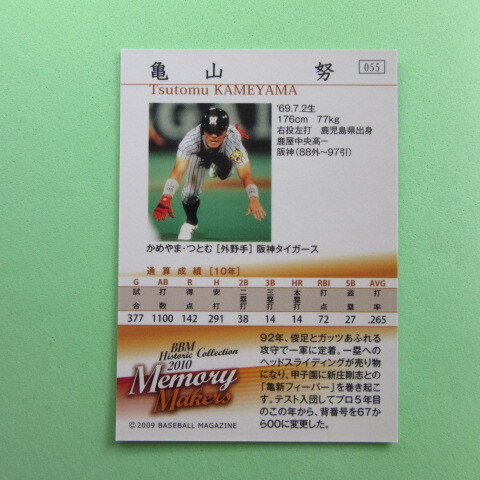 亀山 努
055
Tsutomu KAMEYAMA
'69.7.2生
176cm 77kg
右投左打 鹿児島県出身
鹿屋中央高ー
阪神(88外~97引)
かめやま・つとむ [外野手] 阪神タイガース
通算成績 [10年]
G AB R H 2B 3B HR RBI SB AVG
試合 打数 得点 安打 二塁打 三塁打 本塁打 打点 盗塁 打率
377 1100 142 291 38 14 14 72 27 .265
BBM
Historic Collection
2010
Memory
Makers
©2009 BASEBALL MAGAZINE
92年、俊足とガッツあふれる
攻守で一軍に定着。一塁への
ヘッドスライディングが売り物
になり、甲子園に新庄剛志との
「亀新フィーバー」を巻き起こ
す。テスト入団してプロ5年目
のこの年から、背番号を67か
ら00に変更した。